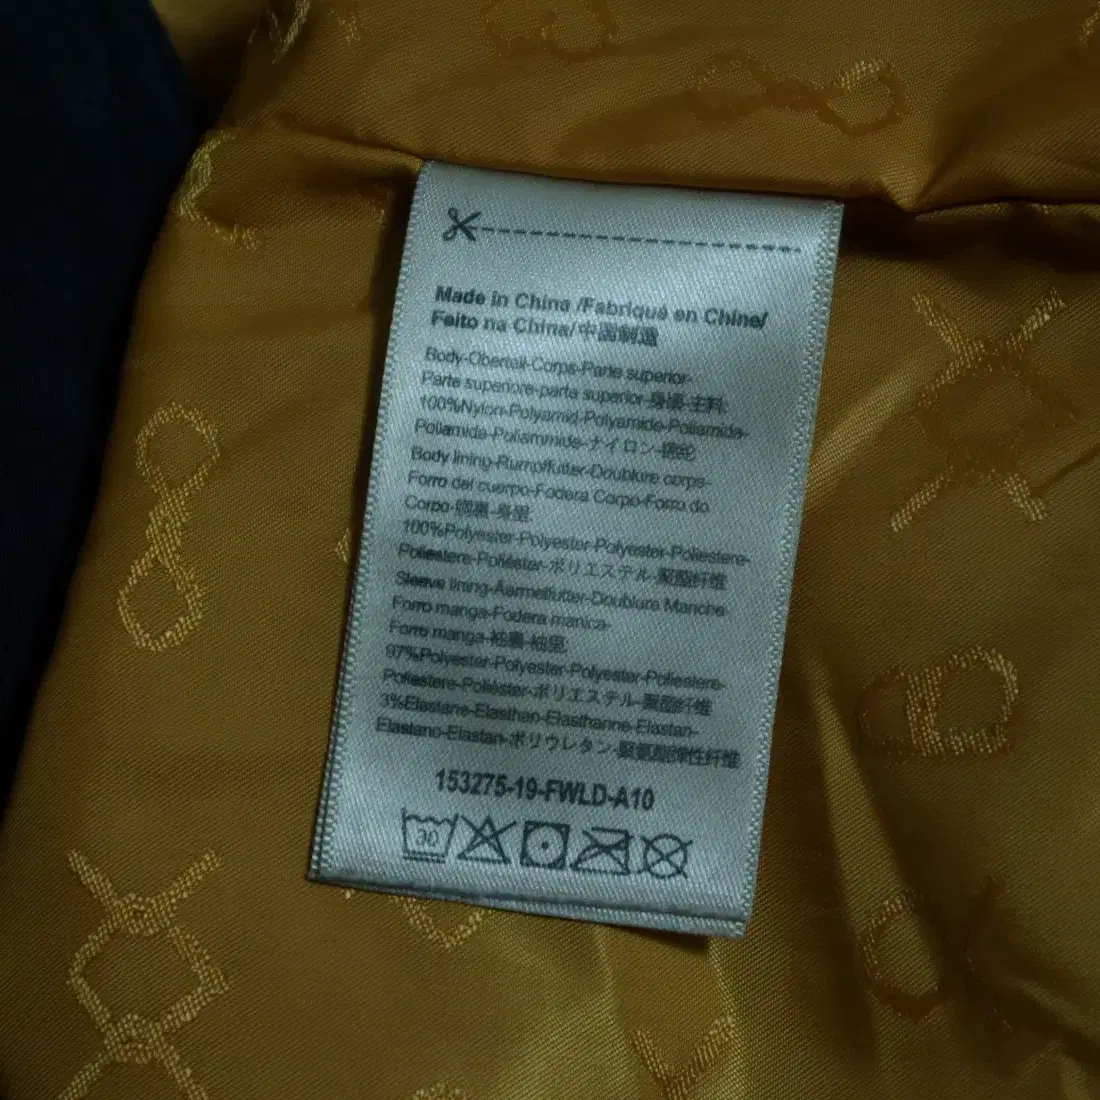 Made in China /Fabriqué en Chine/
Feito na China/中国制造
Body-Obertail-Corps-Parte superior-
Parte superiore-parta superior-身頃-主料:
100%Nylon-Polyamid-Polyamide-Poliamida-
Poliamida-Poliammide-ナイロン-锦纶
Body lining-Rumpffutter-Doublure corps-
Forro del cuerpo-Fodera Corpo-Forro do
Corpo-胴裏-身里:
100%Polyester-Polyester-Polyester-Poliestere-
Poliestere-Poliéster-ポリエステル-聚酯纤维
Sleeve lining-Aermelfutter-Doublure Manche
Forro manga-Fodera manica-
Forro manga-袖裏-袖里:
97%Polyester-Polyester-Polyester-Poliestere-
Poliestere-Poliéster-ポリエステル-聚酯纤维
3%Elastane-Elasthan-Elasthanne-Elastan-
Elastano-Elastan-ポリウレタン-聚氨酯弹性纤维
153275-19-FWLD-A10
30